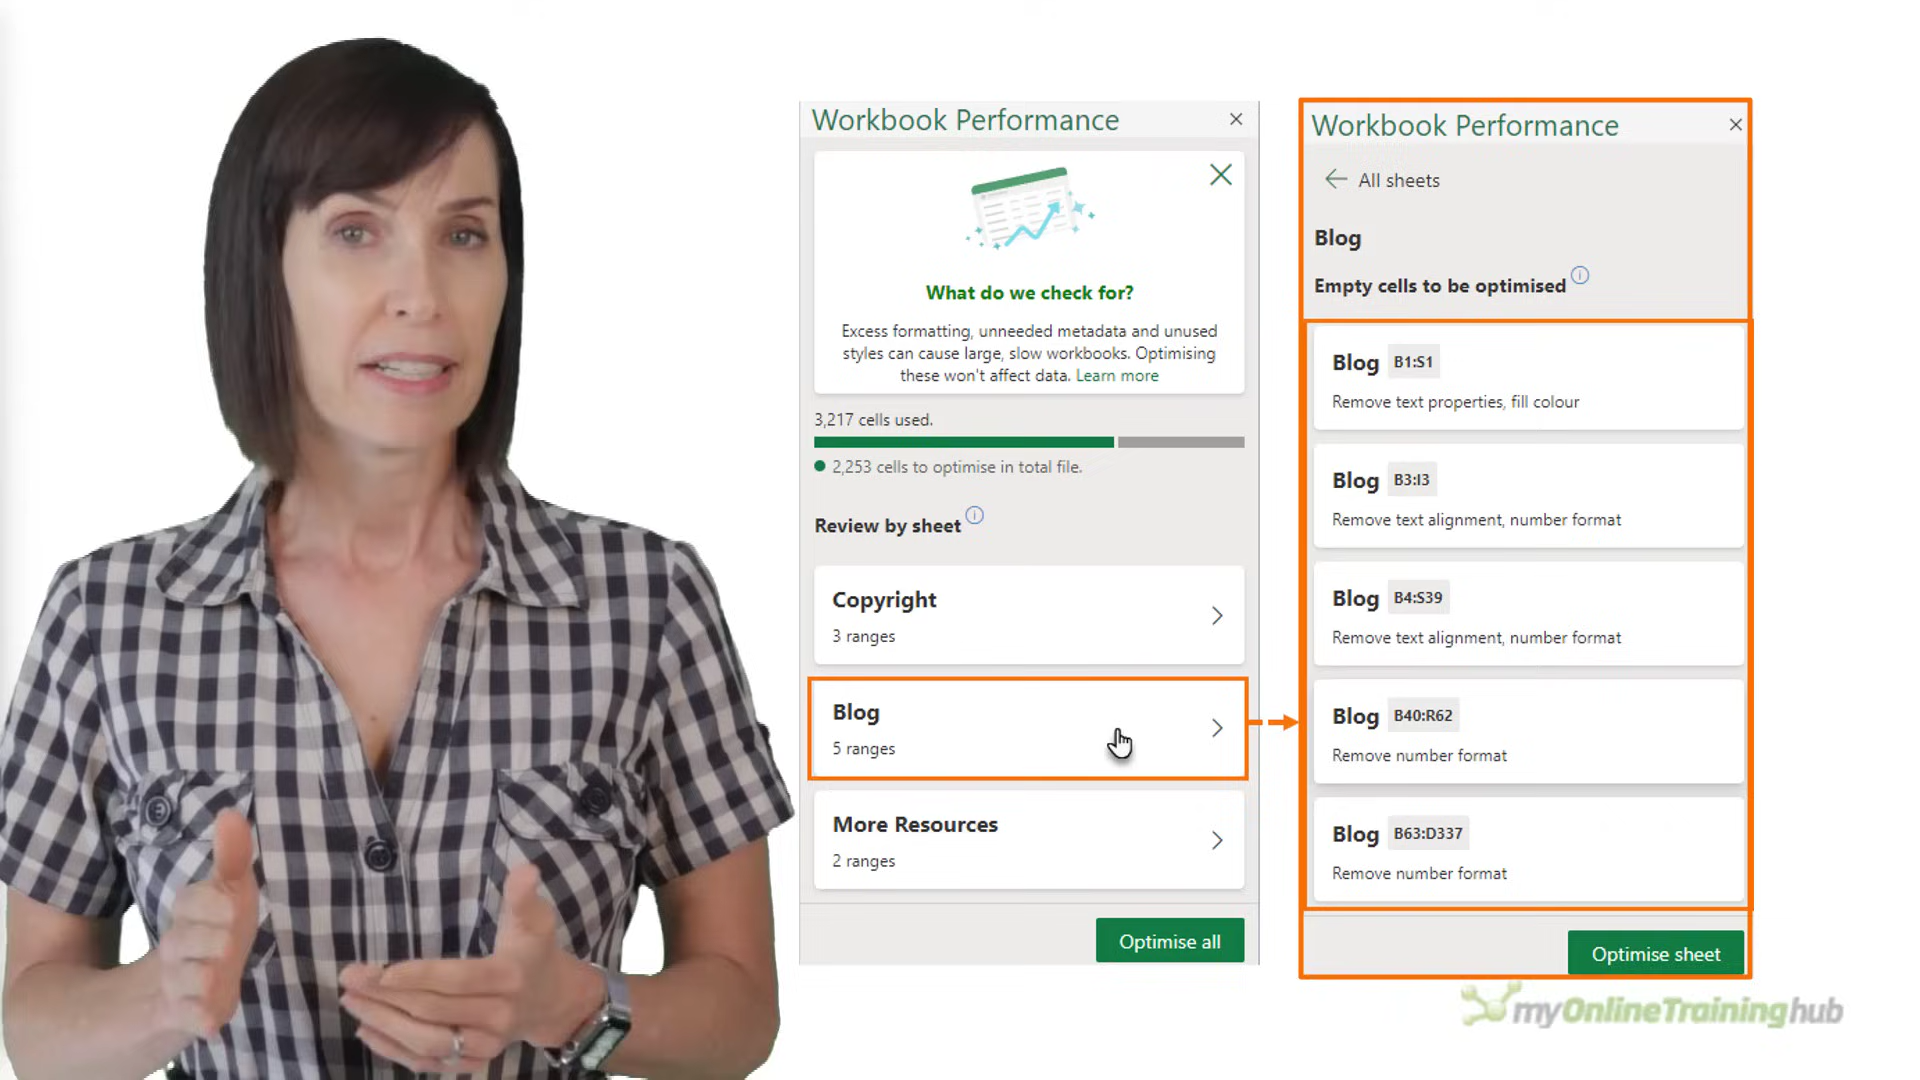 Workbook Performance
What do we check for?
Excess formatting, unneeded metadata and unused
styles can cause large, slow workbooks. Optimising
these won't affect data. Learn more
3,217 cells used.
2,253 cells to optimise in total file.
Review by sheet
Copyright
3 ranges
Blog
5 ranges
More Resources
2 ranges
Optimise all
Workbook Performance
All sheets
Blog
Empty cells to be optimised
Blog B1:S1
Remove text properties, fill colour
Blog B3:I3
Remove text alignment, number format
Blog B4:S39
Remove text alignment, number format
Blog B40:R62
Remove number format
Blog B63:D337
Remove number format
Optimise sheet
myOnlineTraininghub